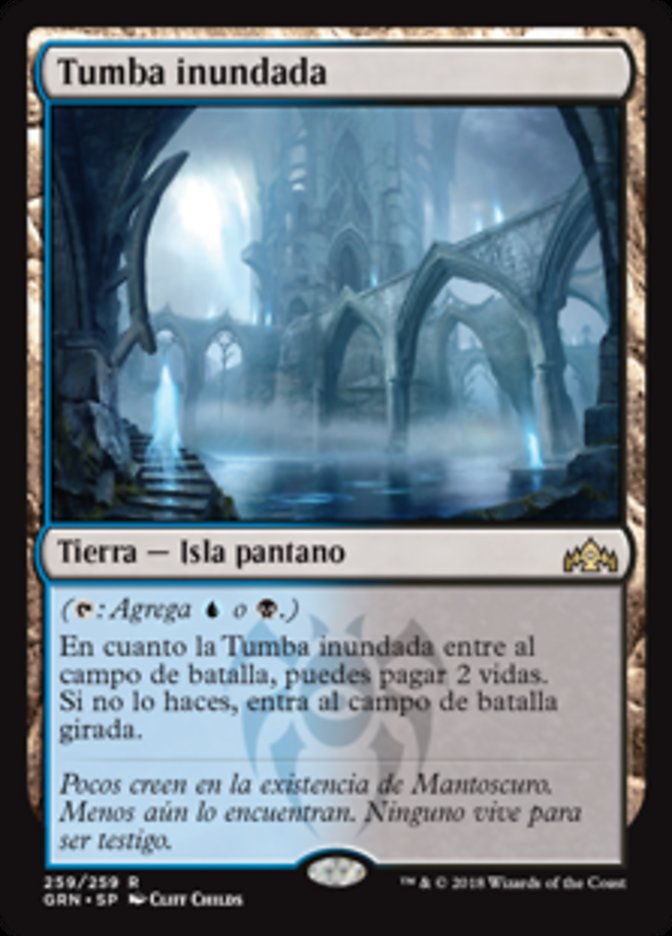 Tumba inundada
Tierra — Isla pantano
(: Agrega o .)
En cuanto la Tumba inundada entre al
campo de batalla, puedes pagar 2 vidas.
Si no lo haces, entra al campo de batalla
girada.
Pocos creen en la existencia de Mantoscuro.
Menos aún lo encuentran. Ninguno vive para
ser testigo.
259/259 R
GRN • SP CLIFF CHILDS
™ & © 2018 Wizards of the Coast